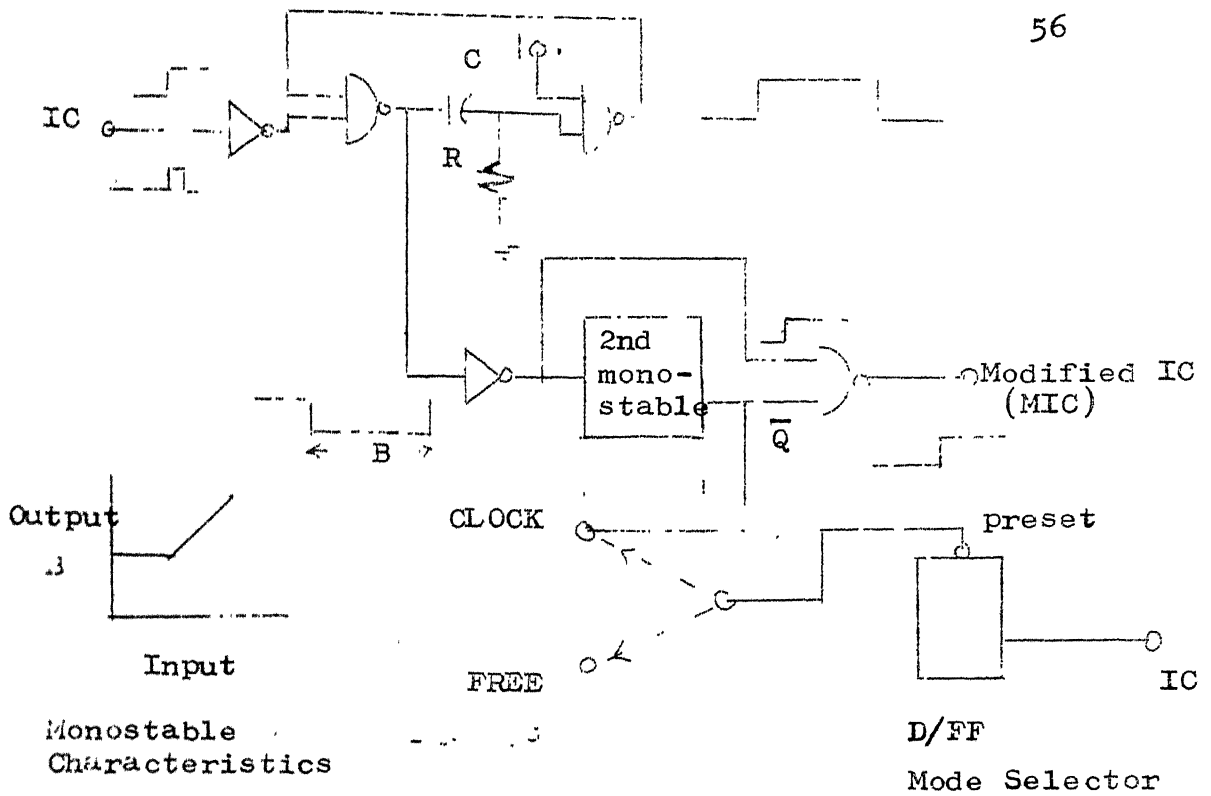 56
C
IC
R
2nd
mono-
stable
Modified IC
(MIC)
Q̅
B
Output
CLOCK
preset
Input
FREE
IC
Monostable
Characteristics
D/FF
Mode Selector